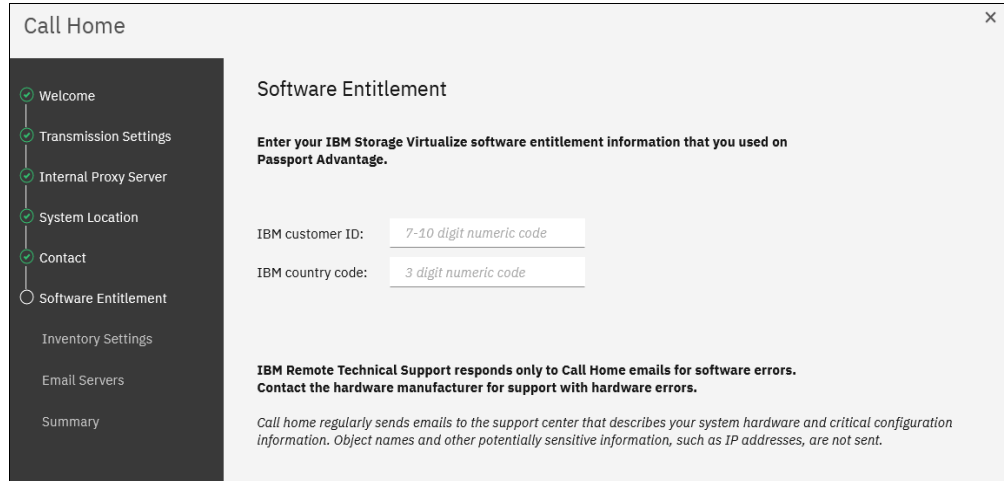 Call Home
×
Welcome
Transmission Settings
Internal Proxy Server
System Location
Contact
Software Entitlement
Inventory Settings
Email Servers
Summary
Software Entitlement
Enter your IBM Storage Virtualize software entitlement information that you used on
Passport Advantage.
IBM customer ID: 7-10 digit numeric code
IBM country code: 3 digit numeric code
IBM Remote Technical Support responds only to Call Home emails for software errors.
Contact the hardware manufacturer for support with hardware errors.
Call home regularly sends emails to the support center that describes your system hardware and critical configuration
information. Object names and other potentially sensitive information, such as IP addresses, are not sent.